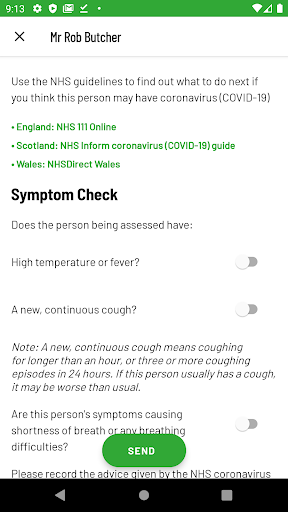 9:13
Mr Rob Butcher
Use the NHS guidelines to find out what to do next if
you think this person may have coronavirus (COVID-19)
• England: NHS 111 Online
• Scotland: NHS Inform coronavirus (COVID-19) guide
• Wales: NHSDirect Wales
Symptom Check
Does the person being assessed have:
High temperature or fever?
A new, continuous cough?
Note: A new, continuous cough means coughing
for longer than an hour, or three or more coughing
episodes in 24 hours. If this person usually has a cough,
it may be worse than usual.
Are this person's symptoms causing
shortness of breath or any breathing
difficulties?
SEND
Please record the advice given by the NHS coronavirus